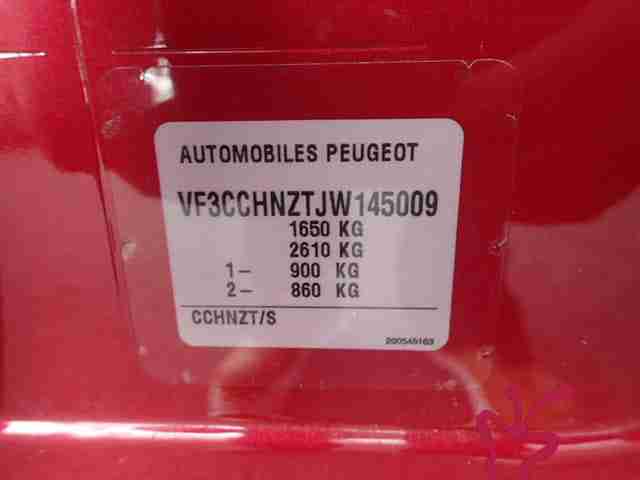 AUTOMOBILES PEUGEOT
VF3CCHNZTJW145009
1650 KG
2610 KG
1- 900 KG
2- 860 KG
CCHNZT/S